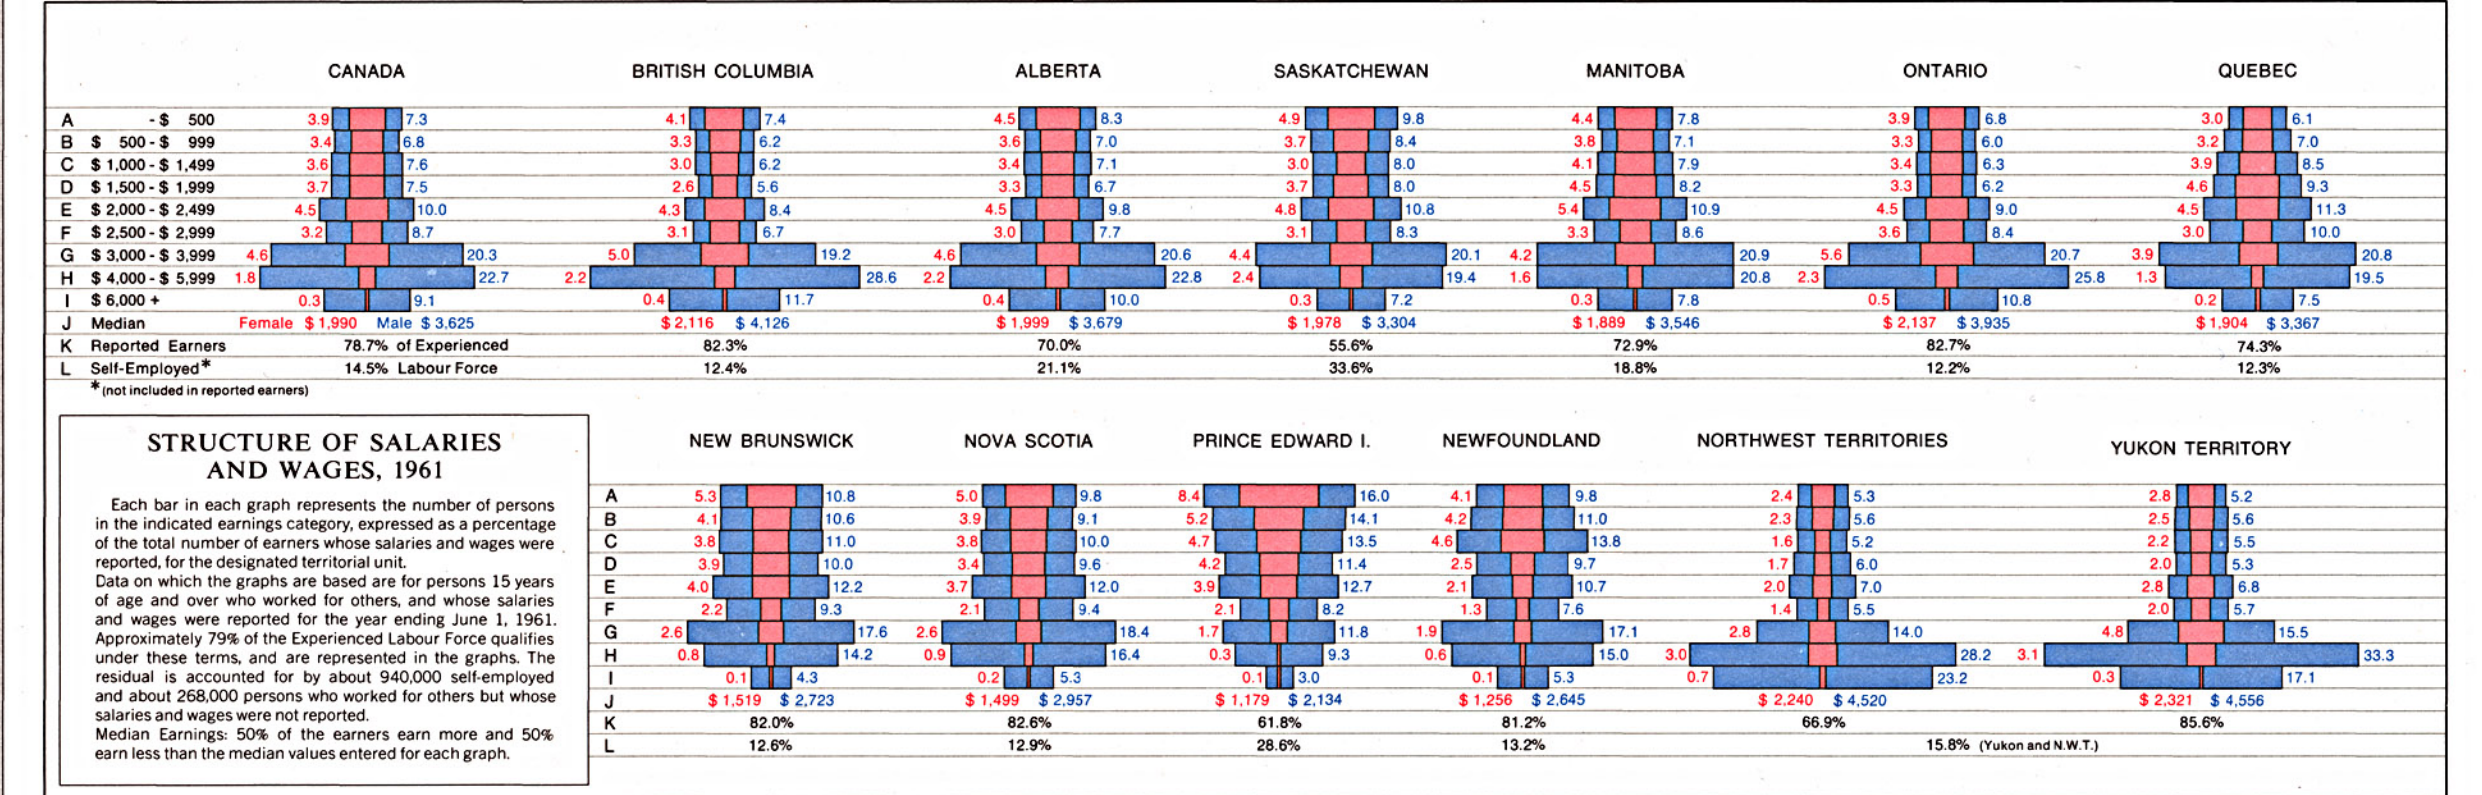 CANADA BRITISH COLUMBIA ALBERTA SASKATCHEWAN MANITOBA ONTARIO QUEBEC
A - $ 500 3.9 7.3 4.1 7.4 4.5 8.3 4.9 9.8 4.4 7.8 3.9 6.8 3.0 6.1
B $ 500 - $ 999 3.4 6.8 3.3 6.2 3.6 7.0 3.7 8.4 3.8 7.1 3.3 6.0 3.2 7.0
C $ 1,000 - $ 1,499 3.6 7.6 3.0 6.2 3.4 7.1 3.0 8.0 4.1 7.9 3.4 6.3 3.9 8.5
D $ 1,500 - $ 1,999 3.7 7.5 2.6 5.6 3.3 6.7 3.7 8.0 4.5 8.2 3.3 6.2 4.6 9.3
E $ 2,000 - $ 2,499 4.5 10.0 4.3 8.4 4.5 9.8 4.8 10.8 5.4 10.9 4.5 9.0 4.5 11.3
F $ 2,500 - $ 2,999 3.2 8.7 3.1 6.7 3.0 7.7 3.1 8.3 3.3 8.6 3.6 8.4 3.0 10.0
G $ 3,000 - $ 3,999 4.6 20.3 5.0 19.2 4.6 20.6 4.4 20.1 4.2 20.9 5.6 20.7 3.9 20.8
H $ 4,000 - $ 5,999 1.8 22.7 2.2 28.6 2.2 22.8 2.4 19.4 1.6 20.8 2.3 25.8 1.3 19.5
I $ 6,000 + 0.3 9.1 0.4 11.7 0.4 10.0 0.3 7.2 0.3 7.8 0.5 10.8 0.2 7.5
J Median Female $ 1,990 Male $ 3,625 $ 2,116 $ 4,126 $ 1,999 $ 3,679 $ 1,978 $ 3,304 $ 1,889 $ 3,546 $ 2,137 $ 3,935 $ 1,904 $ 3,367
K Reported Earners 78.7% of Experienced 82.3% 70.0% 55.6% 72.9% 82.7% 74.3%
L Self-Employed* 14.5% Labour Force 12.4% 21.1% 33.6% 18.8% 12.2% 12.3%
*(not included in reported earners)
STRUCTURE OF SALARIES
AND WAGES, 1961
Each bar in each graph represents the number of persons
in the indicated earnings category, expressed as a percentage
of the total number of earners whose salaries and wages were
reported, for the designated territorial unit.
Data on which the graphs are based are for persons 15 years
of age and over who worked for others, and whose salaries
and wages were reported for the year ending June 1, 1961.
Approximately 79% of the Experienced Labour Force qualifies
under these terms, and are represented in the graphs. The
residual is accounted for by about 940,000 self-employed
and about 268,000 persons who worked for others but whose
salaries and wages were not reported.
Median Earnings: 50% of the earners earn more and 50%
earn less than the median values entered for each graph.
NEW BRUNSWICK NOVA SCOTIA PRINCE EDWARD I. NEWFOUNDLAND NORTHWEST TERRITORIES YUKON TERRITORY
A 5.3 10.8 5.0 9.8 8.4 16.0 4.1 9.8 2.4 5.3 2.8 5.2
B 4.1 10.6 3.9 9.1 5.2 14.1 4.2 11.0 2.3 5.6 2.5 5.6
C 3.8 11.0 3.8 10.0 4.7 13.5 4.6 13.8 1.6 5.2 2.2 5.5
D 3.9 10.0 3.4 9.6 4.2 11.4 2.5 9.7 1.7 6.0 2.0 5.3
E 4.0 12.2 3.7 12.0 3.9 12.7 2.1 10.7 2.0 7.0 2.8 6.8
F 2.2 9.3 2.1 9.4 2.1 8.2 1.3 7.6 1.4 5.5 2.0 5.7
G 2.6 17.6 2.6 18.4 1.7 11.8 1.9 17.1 2.8 14.0 4.8 15.5
H 0.8 14.2 0.9 16.4 0.3 9.3 0.6 15.0 3.0 28.2 3.1 33.3
I 0.1 4.3 0.2 5.3 0.1 3.0 0.1 5.3 0.7 23.2 0.3 17.1
J $ 1,519 $ 2,723 $ 1,499 $ 2,957 $ 1,179 $ 2,134 $ 1,256 $ 2,645 $ 2,240 $ 4,520 $ 2,321 $ 4,556
K 82.0% 82.6% 61.8% 81.2% 66.9% 85.6%
L 12.6% 12.9% 28.6% 13.2% 15.8% (Yukon and N.W.T.)